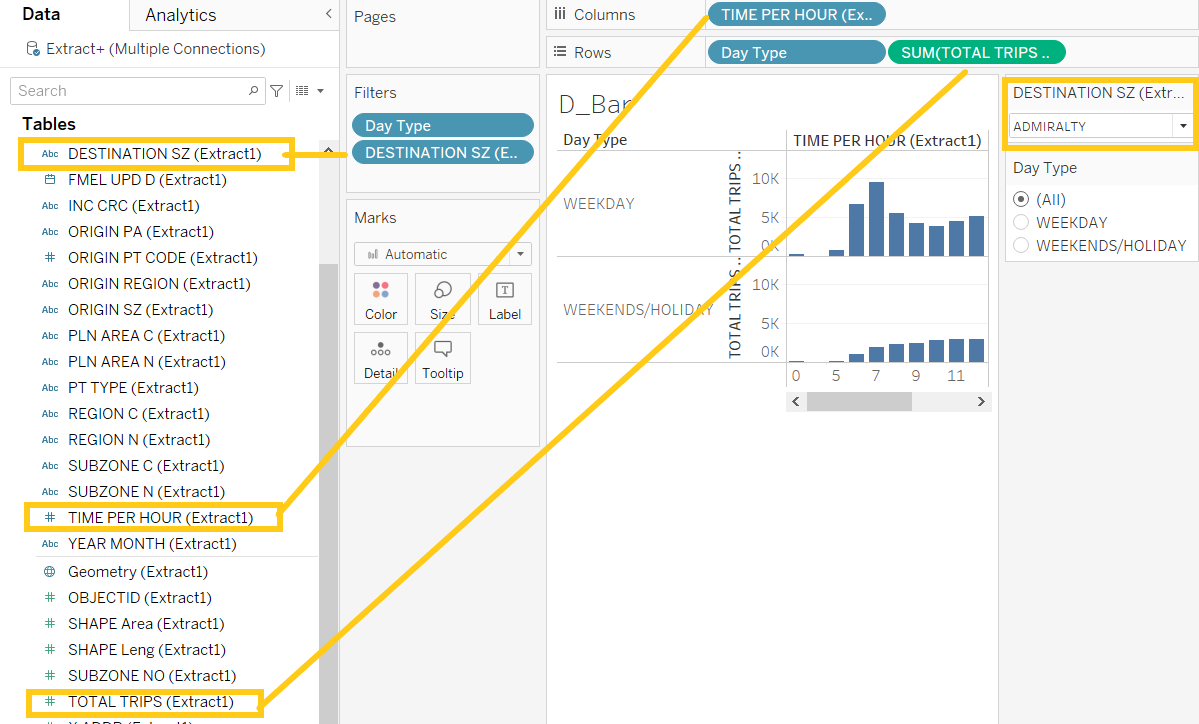 Data
Analytics
Extract+ (Multiple Connections)
Search
Tables
Abc DESTINATION SZ (Extract1)
FMEL UPD D (Extract1)
Abc INC CRC (Extract1)
Abc ORIGIN PA (Extract1)
# ORIGIN PT CODE (Extract1)
Abc ORIGIN REGION (Extract1)
Abc ORIGIN SZ (Extract1)
Abc PLN AREA C (Extract1)
Abc PLN AREA N (Extract1)
Abc PT TYPE (Extract1)
Abc REGION C (Extract1)
Abc REGION N (Extract1)
Abc SUBZONE C (Extract1)
Abc SUBZONE N (Extract1)
# TIME PER HOUR (Extract1)
Abc YEAR MONTH (Extract1)
Geometry (Extract1)
# OBJECTID (Extract1)
# SHAPE Area (Extract1)
# SHAPE Leng (Extract1)
# SUBZONE NO (Extract1)
# TOTAL TRIPS (Extract1)
Pages
Filters
Day Type
DESTINATION SZ (E..
Marks
Automatic
Color
Size
Label
Detail
Tooltip
Columns
TIME PER HOUR (Ex..
Rows
Day Type
SUM(TOTAL TRIPS ..
D_Bar
Day Type
TIME PER HOUR (Extract1)
WEEKDAY
TOTAL TRIPS ..
10K
5K
0K
WEEKENDS/HOLIDAY
TOTAL TRIPS ..
10K
5K
0K
0 5 7 9 11
DESTINATION SZ (Extr...
ADMIRALTY
Day Type
(All)
WEEKDAY
WEEKENDS/HOLIDAY